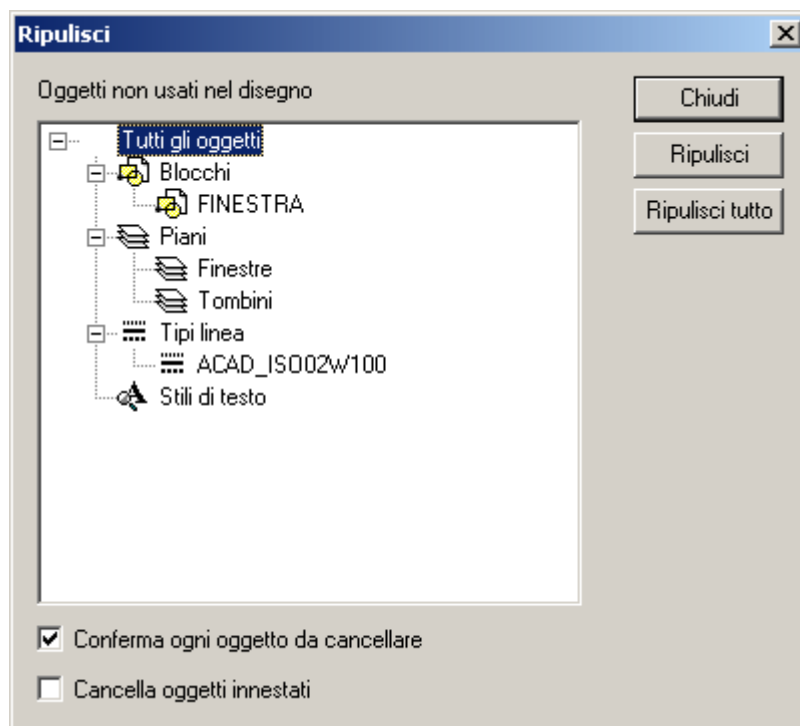 Ripulisci
Oggetti non usati nel disegno
Chiudi
Ripulisci
Ripulisci tutto
Tutti gli oggetti
Blocchi
FINESTRA
Piani
Finestre
Tombini
Tipi linea
ACAD_ISO02W100
Stili di testo
Conferma ogni oggetto da cancellare
Cancella oggetti innestati